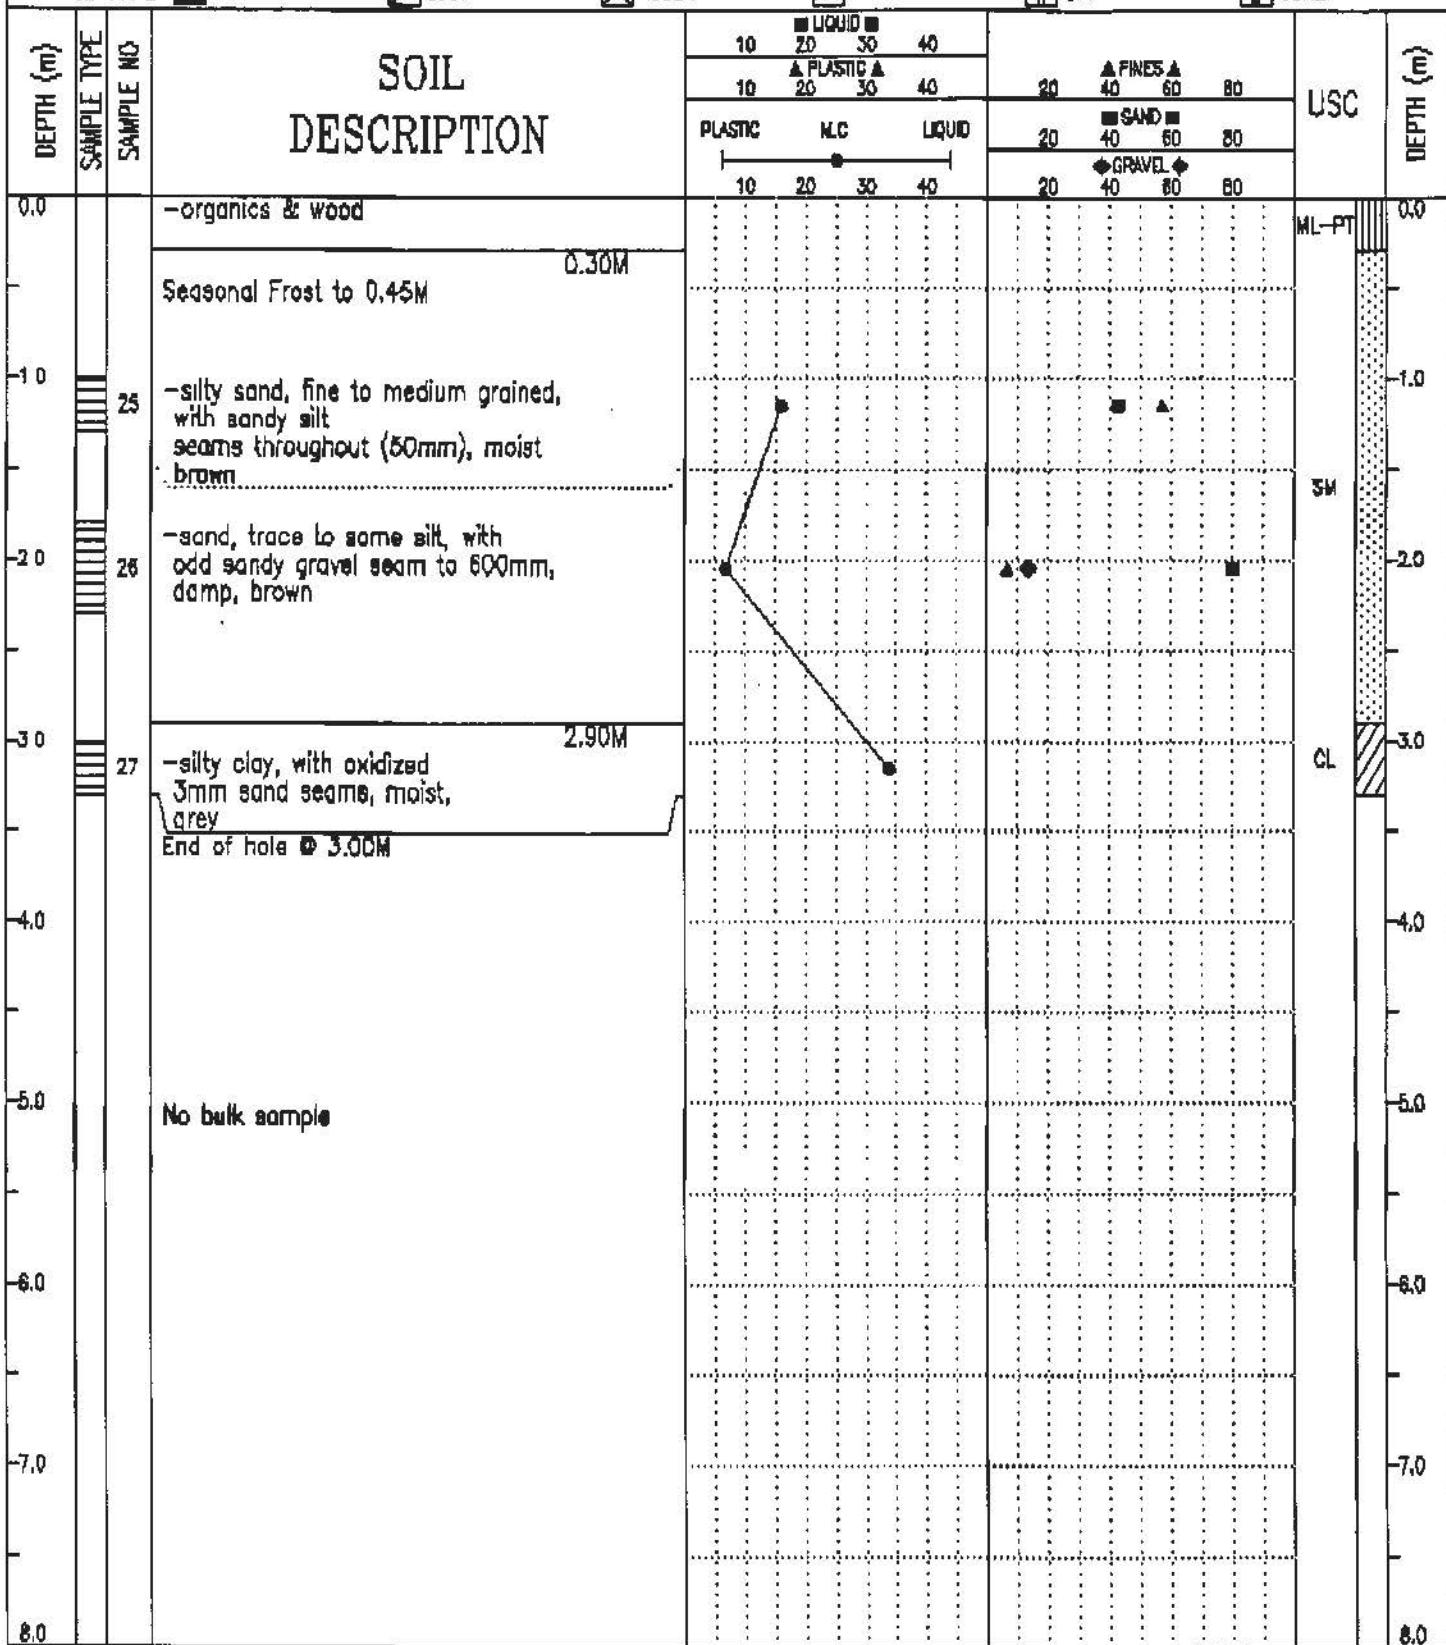 DEPTH (m)
SAMPLE TYPE
SAMPLE NO
SOIL
DESCRIPTION
■ LIQUID ■
10 20 30 40
▲ PLASTIC ▲
10 20 30 40
PLASTIC M.C LIQUID
10 20 30 40
▲ FINES ▲
20 40 60 80
■ SAND ■
20 40 60 80
◆ GRAVEL ◆
20 40 60 80
USC
DEPTH (m)
0.0
-organics & wood
ML-PT
0.0
0.30M
Seasonal Frost to 0.45M
1.0
25
-silty sand, fine to medium grained,
with sandy silt
seams throughout (50mm), moist
brown
1.0
SM
2.0
26
-sand, trace to some silt, with
odd sandy gravel seam to 600mm,
damp, brown
2.0
2.90M
3.0
27
-silty clay, with oxidized
3mm sand seams, moist,
grey
CL
3.0
End of hole @ 3.00M
4.0
4.0
5.0
No bulk sample
5.0
6.0
6.0
7.0
7.0
8.0
8.0